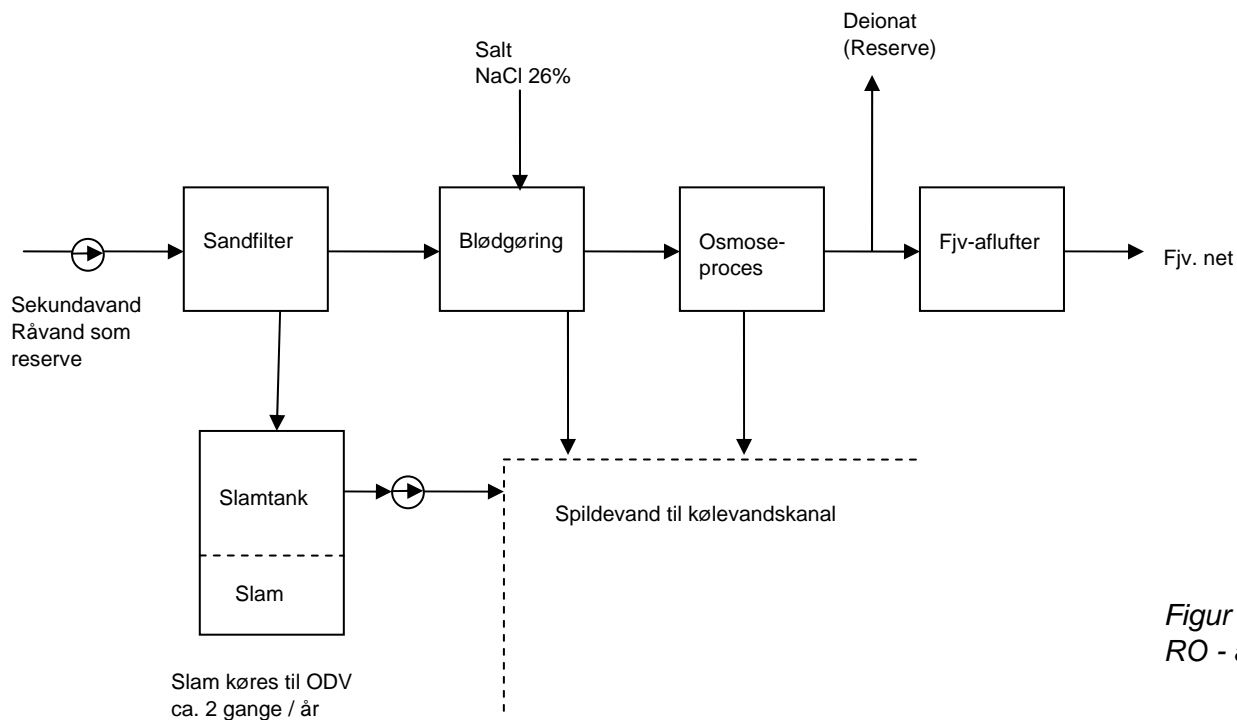 Deionat
(Reserve)
Salt
NaCl 26%
Sandfilter
Blødgøring
Osmose-
proces
Fjv-aflufter
Fjv. net
Sekundavand
Råvand som
reserve
Slamtank
Slam
Spildevand til kølevandskanal
Slam køres til ODV
ca. 2 gange / år
Figur
RO -